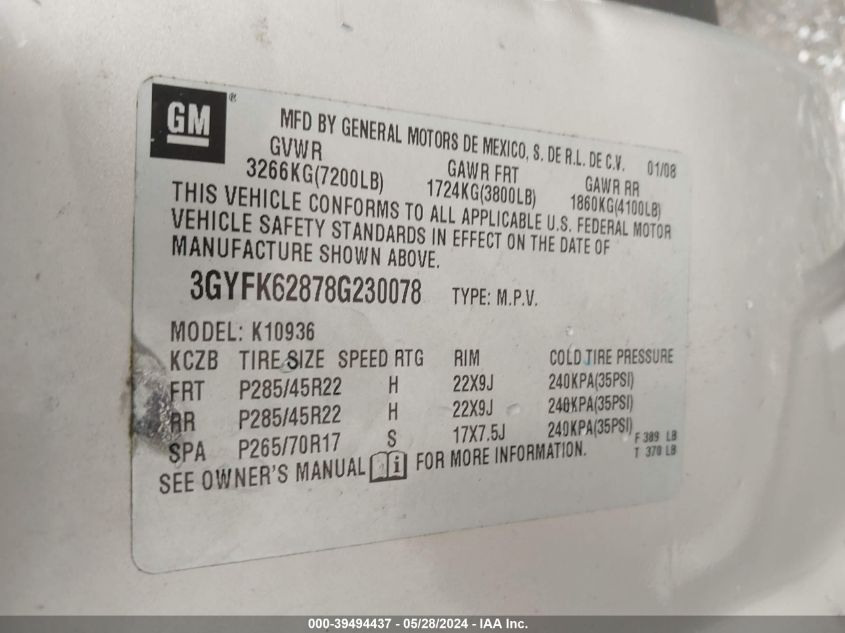 GM®
MFD BY GENERAL MOTORS DE MEXICO, S. DE R.L. DE C.V. 01/08
GVWR GAWR FRT GAWR RR
3266KG(7200LB) 1724KG(3800LB) 1860KG(4100LB)
THIS VEHICLE CONFORMS TO ALL APPLICABLE U.S. FEDERAL MOTOR
VEHICLE SAFETY STANDARDS IN EFFECT ON THE DATE OF
MANUFACTURE SHOWN ABOVE.
3GYFK62878G230078 TYPE: M.P.V.
MODEL: K10936
KCZB TIRE SIZE SPEED RTG RIM COLD TIRE PRESSURE
FRT P285/45R22 H 22X9J 240KPA(35PSI)
RR P285/45R22 H 22X9J 240KPA(35PSI)
SPA P265/70R17 S 17X7.5J 240KPA(35PSI)
F 389 LB
T 370 LB
SEE OWNER'S MANUAL i FOR MORE INFORMATION.
000-39494437 - 05/28/2024 - IAA Inc.